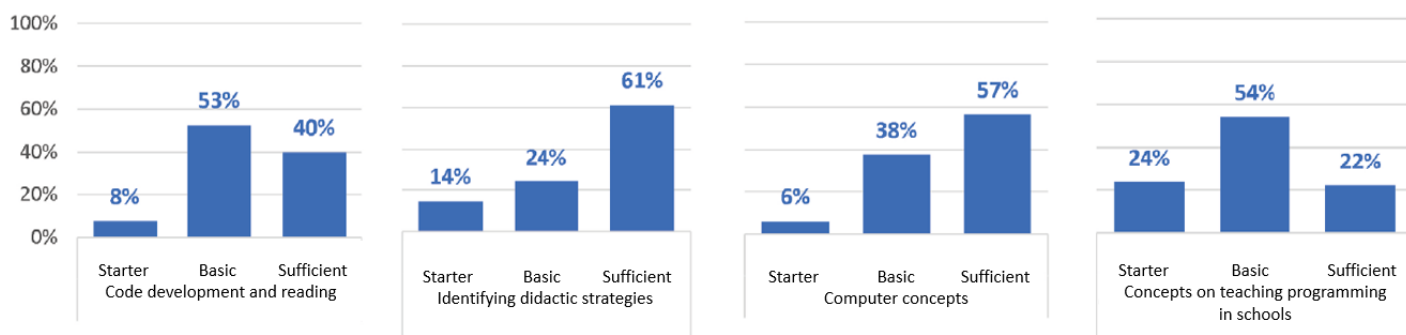 100%
80%
60%
40%
20%
0%
8%
53%
40%
Starter Basic Sufficient
Code development and reading
14%
24%
61%
Starter Basic Sufficient
Identifying didactic strategies
6%
38%
57%
Starter Basic Sufficient
Computer concepts
24%
54%
22%
Starter Basic Sufficient
Concepts on teaching programming
in schools